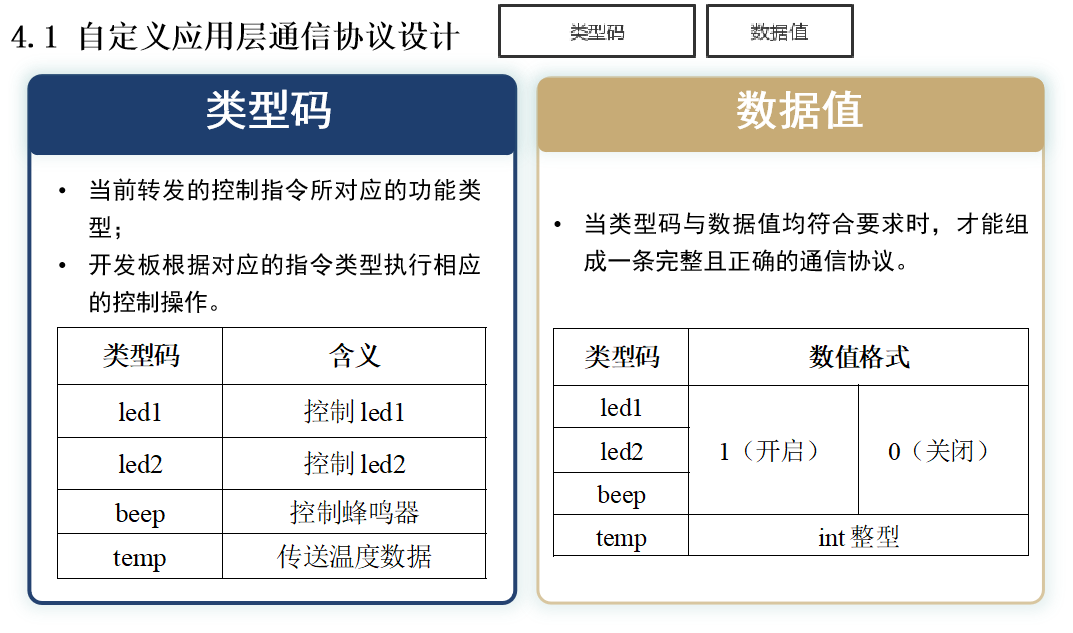 4.1 自定义应用层通信协议设计
类型码
数据值
类型码
• 当前转发的控制指令所对应的功能类
型；
• 开发板根据对应的指令类型执行相应
的控制操作。
类型码 含义
led1 控制 led1
led2 控制 led2
beep 控制蜂鸣器
temp 传送温度数据
数据值
• 当类型码与数据值均符合要求时，才能组
成一条完整且正确的通信协议。
类型码 数值格式
led1
led2 1（开启） 0（关闭）
beep
temp int 整型